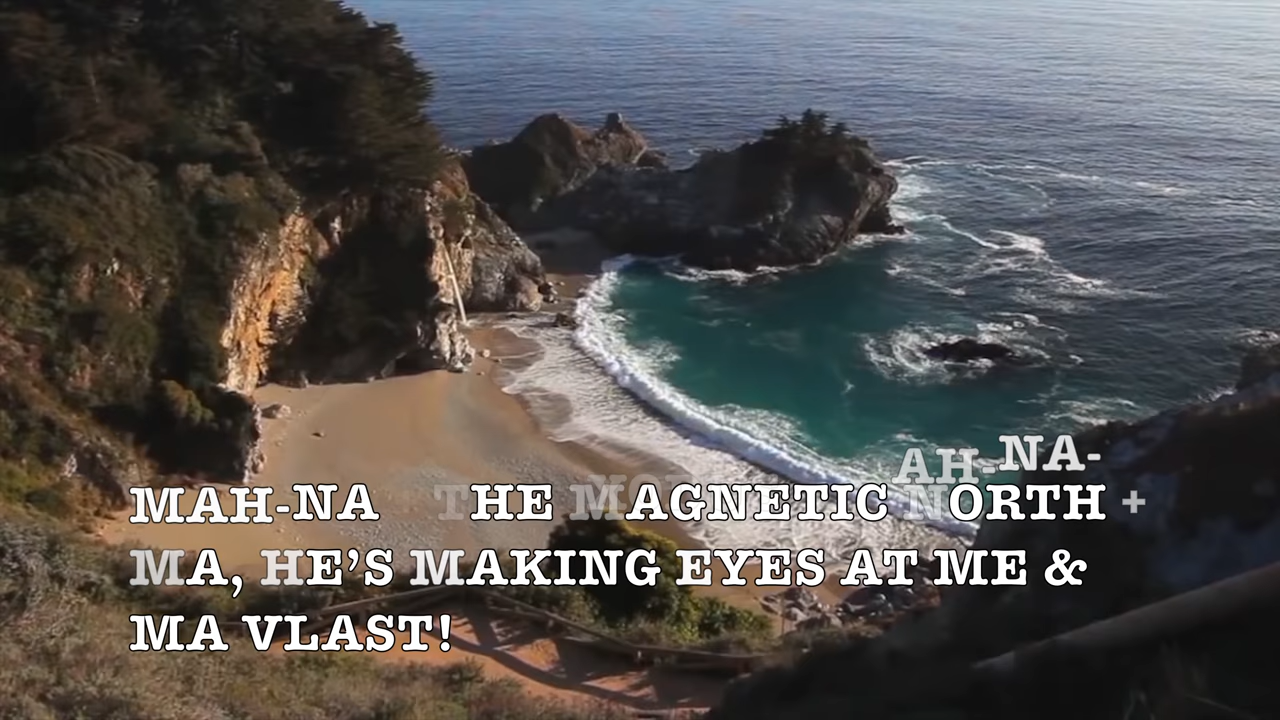 AH-NA-
MAH-NA THE MAGNETIC NORTH +
MA, HE'S MAKING EYES AT ME &
MA VLAST!